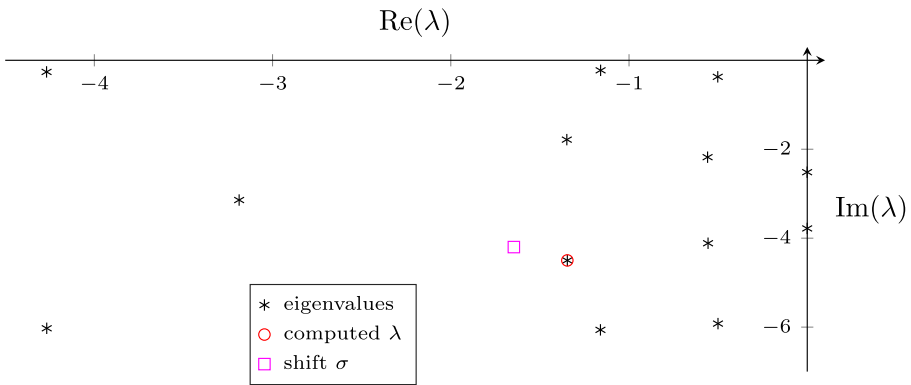 Re(λ)
−4 −3 −2 −1
−2
Im(λ)
−4
eigenvalues
−6
computed λ
shift σ